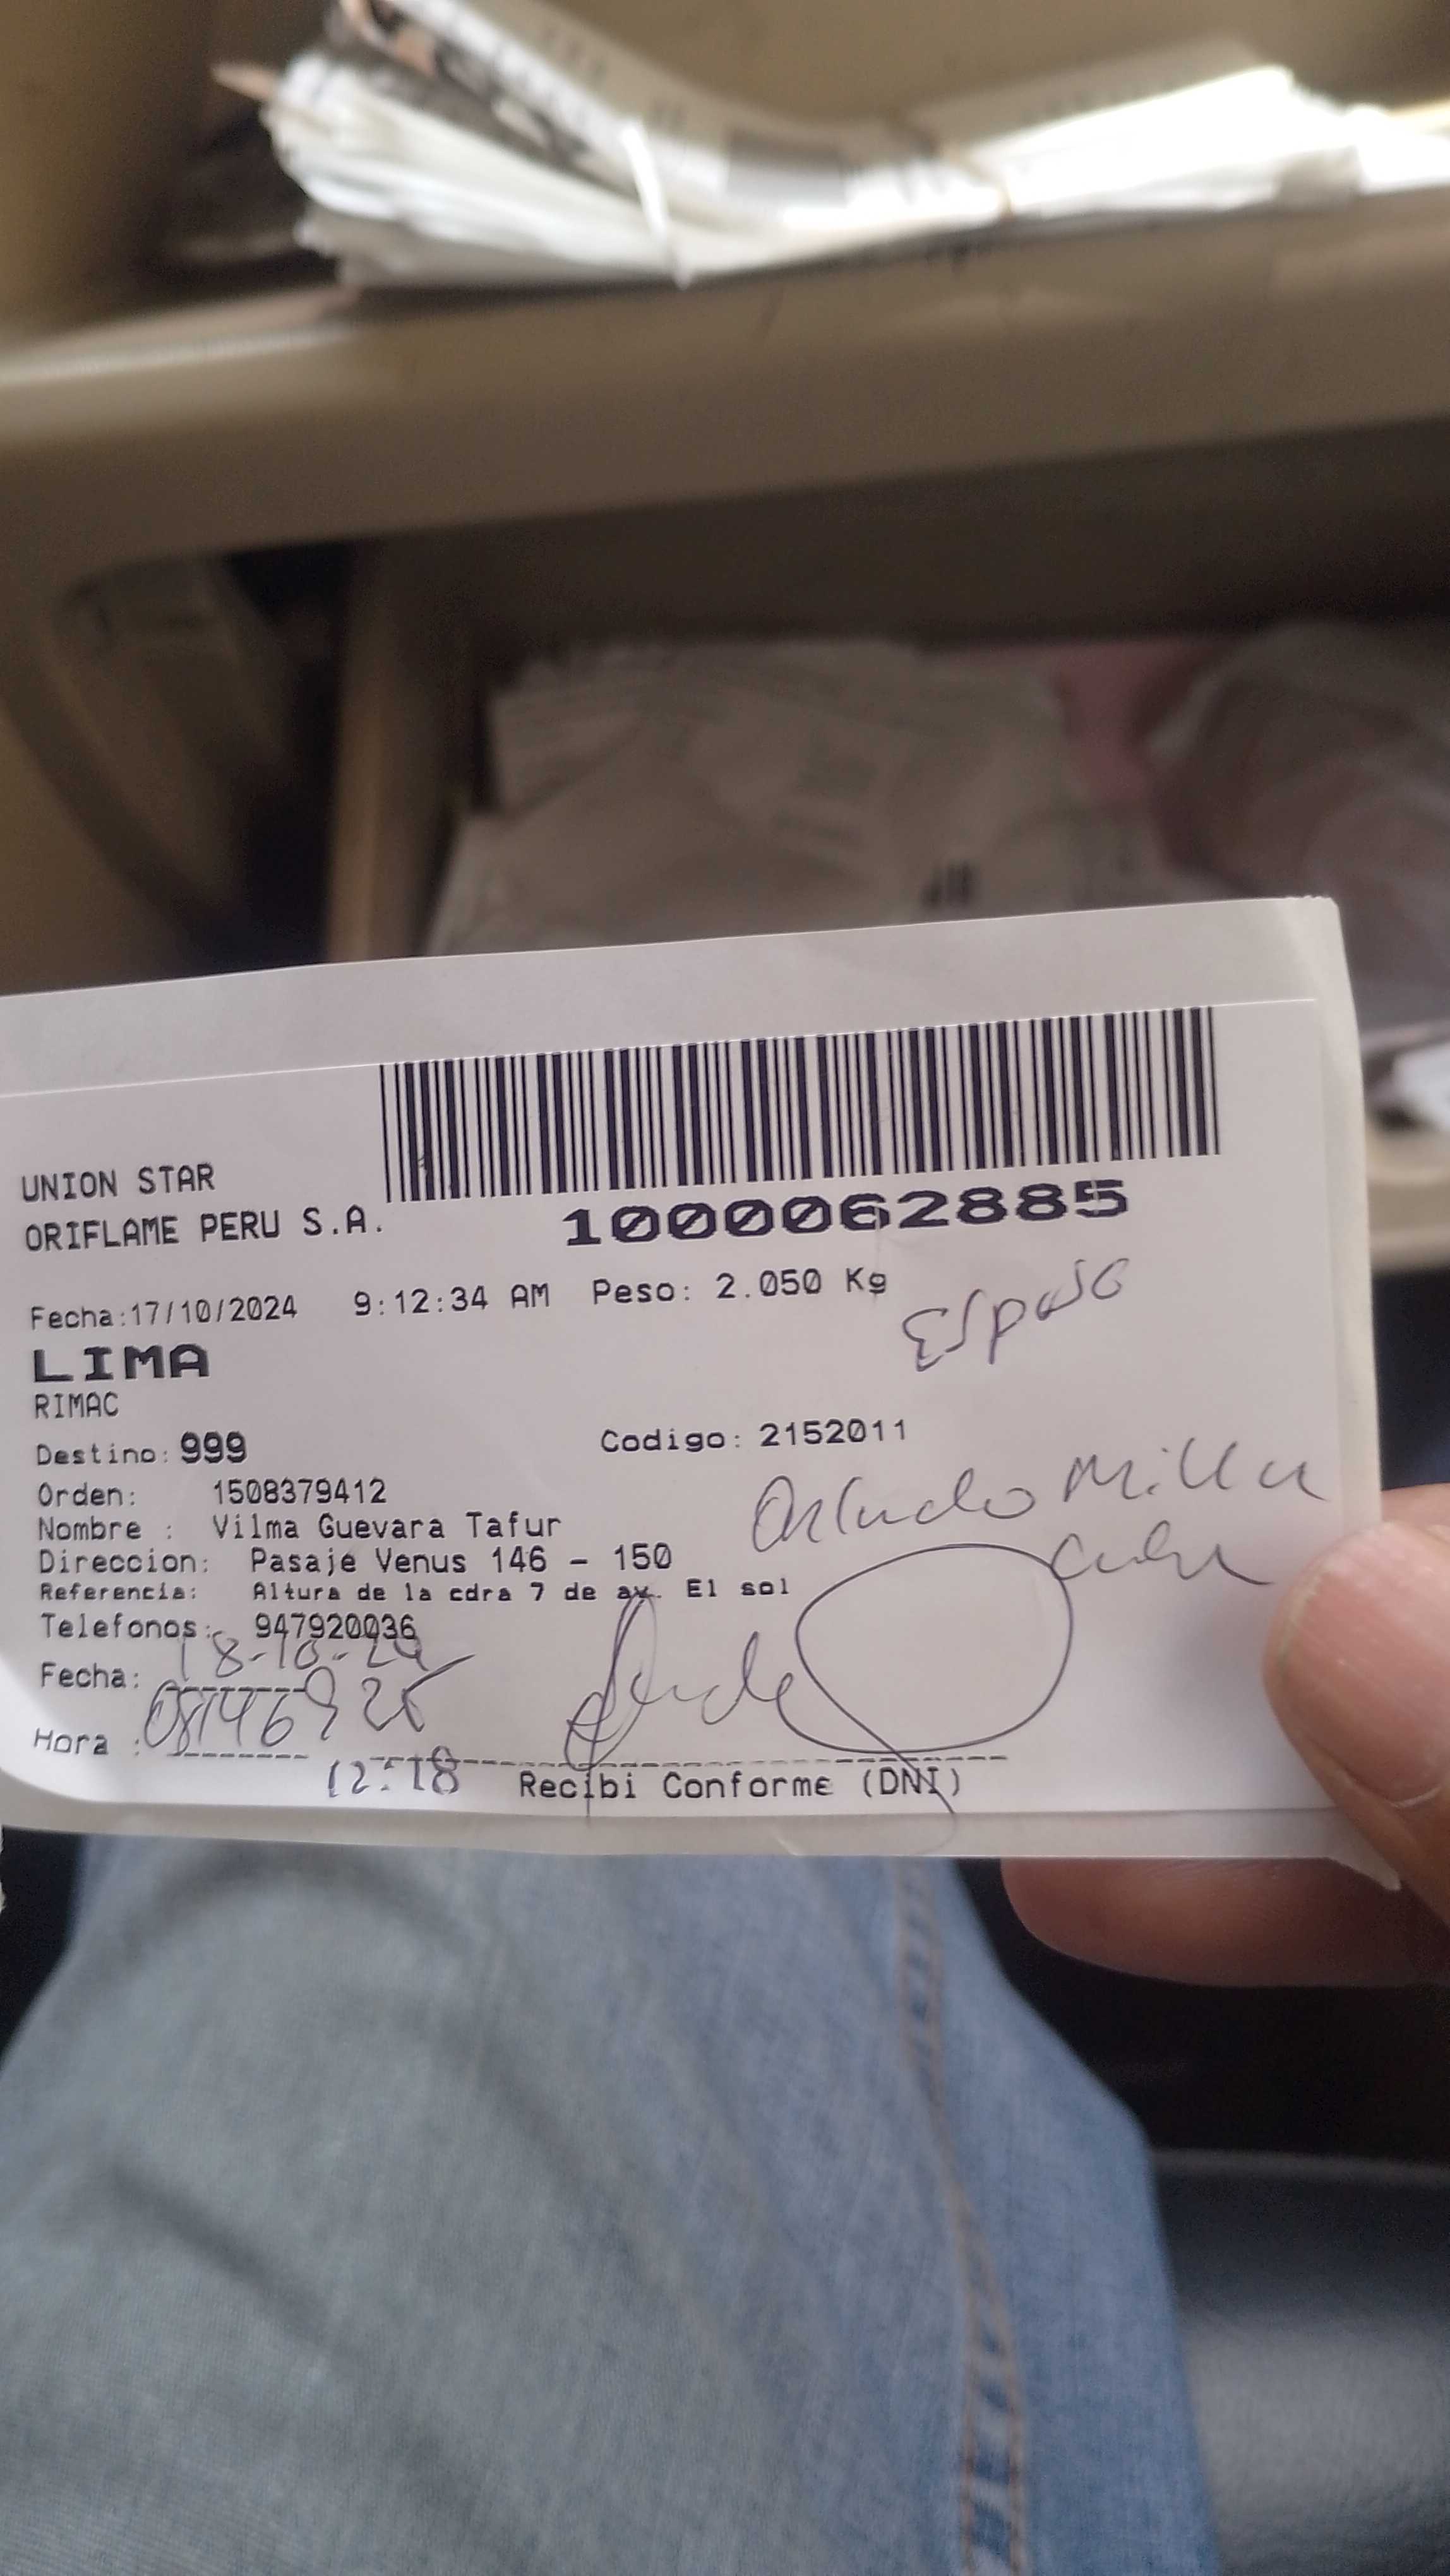 UNION STAR
ORIFLAME PERU S.A.
1000062885
Fecha:17/10/2024 9:12:34 AM Peso: 2.050 Kg
Esposo
LIMA
RIMAC
Destino: 999 Codigo: 2152011
Orden: 1508379412
Orlando Miller
Nombre : Vilma Guevara Tafur
Direccion: Pasaje Venus 146 - 150
Referencia: Altura de la cdra 7 de av. El sol
Telefonos: 947920036
Fecha: 18-10-24
Hora :
12:18 Recibi Conforme (DNI)